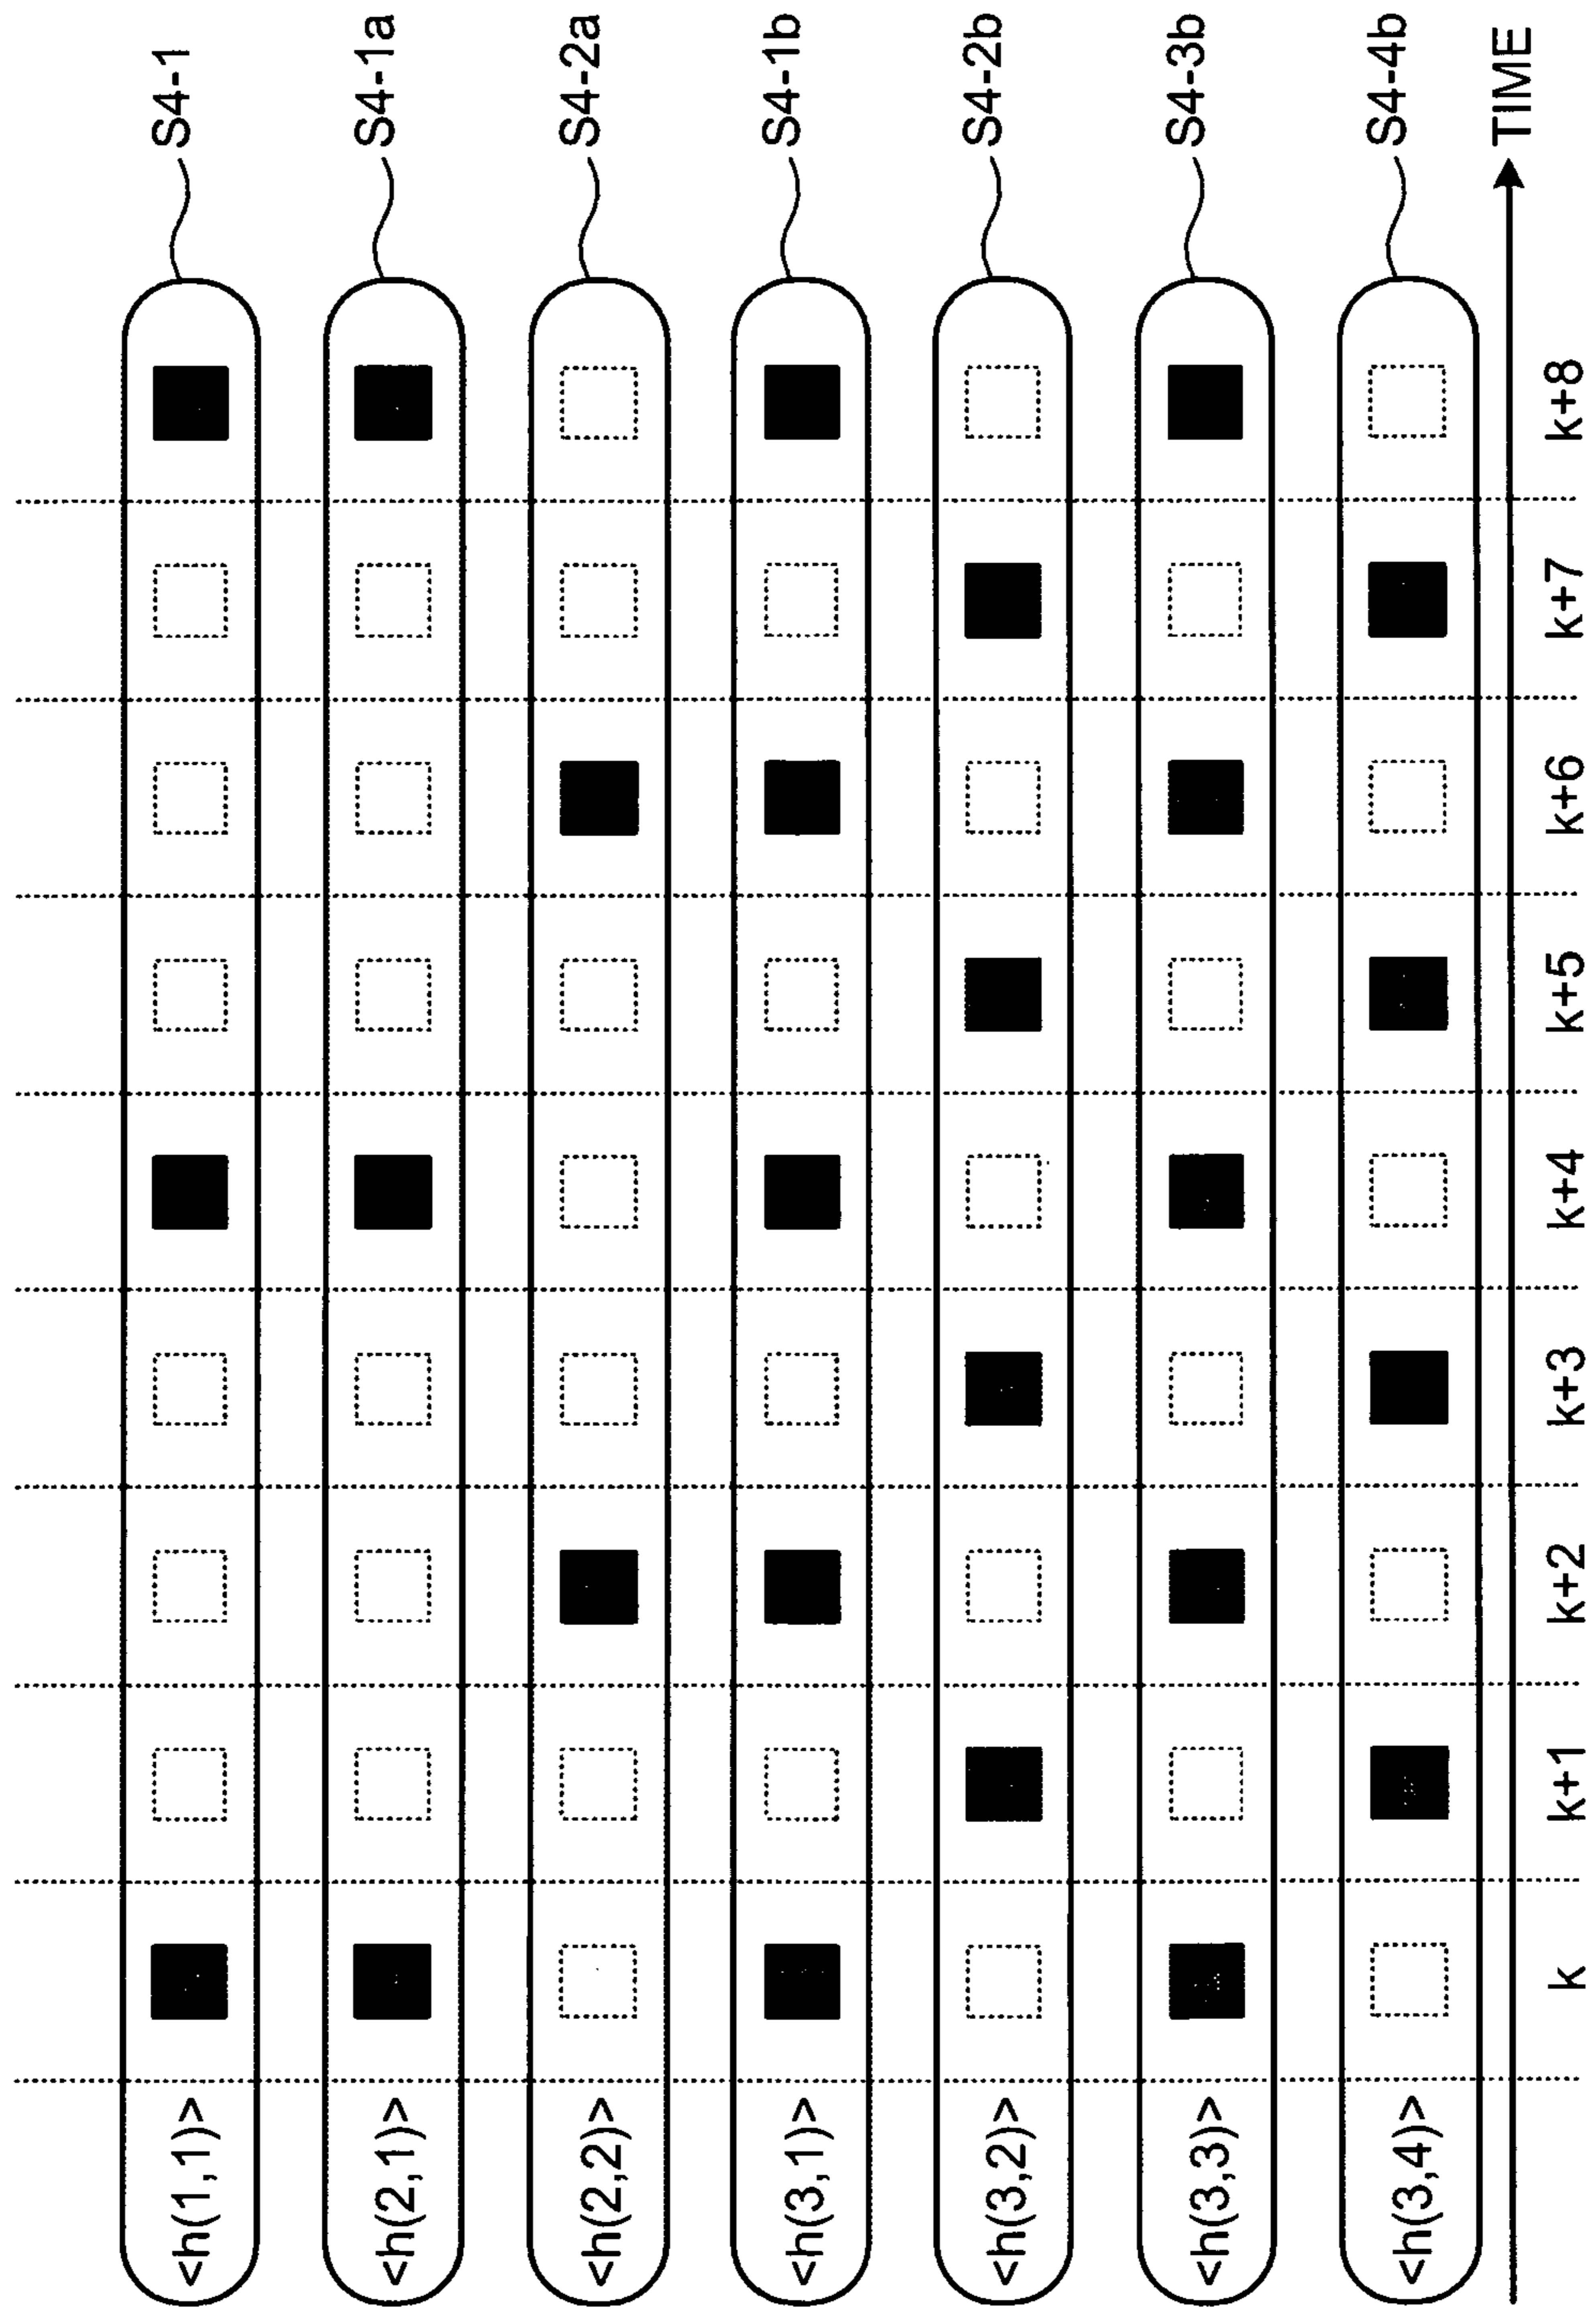 <h(1,1)> S4-1
<h(2,1)> S4-1a
<h(2,2)> S4-2a
<h(3,1)> S4-1b
<h(3,2)> S4-2b
<h(3,3)> S4-3b
<h(3,4)> S4-4b
TIME
k k+1 k+2 k+3 k+4 k+5 k+6 k+7 k+8